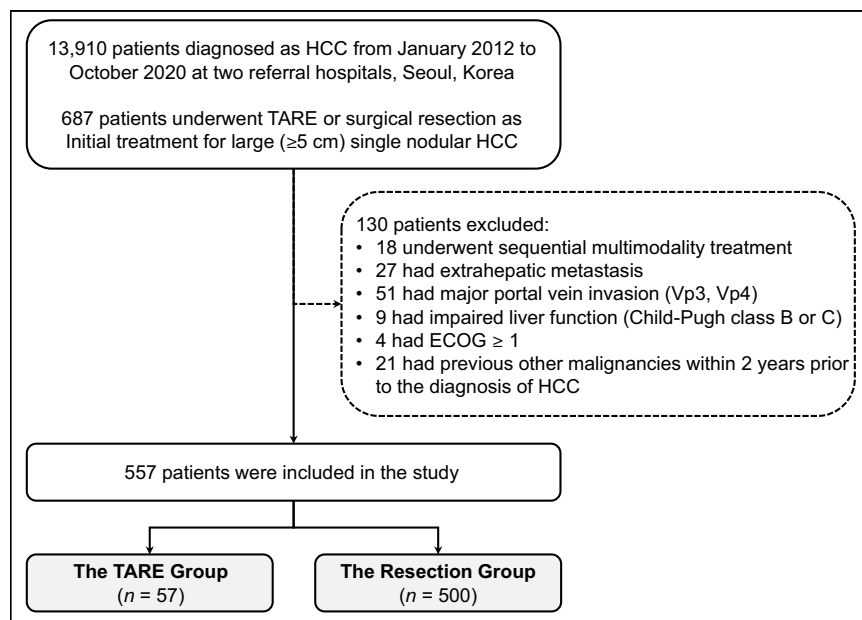 13,910 patients diagnosed as HCC from January 2012 to
October 2020 at two referral hospitals, Seoul, Korea
687 patients underwent TARE or surgical resection as
Initial treatment for large (≥5 cm) single nodular HCC
130 patients excluded:
• 18 underwent sequential multimodality treatment
• 27 had extrahepatic metastasis
• 51 had major portal vein invasion (Vp3, Vp4)
• 9 had impaired liver function (Child-Pugh class B or C)
• 4 had ECOG ≥ 1
• 21 had previous other malignancies within 2 years prior
to the diagnosis of HCC
557 patients were included in the study
The TARE Group
(n = 57)
The Resection Group
(n = 500)